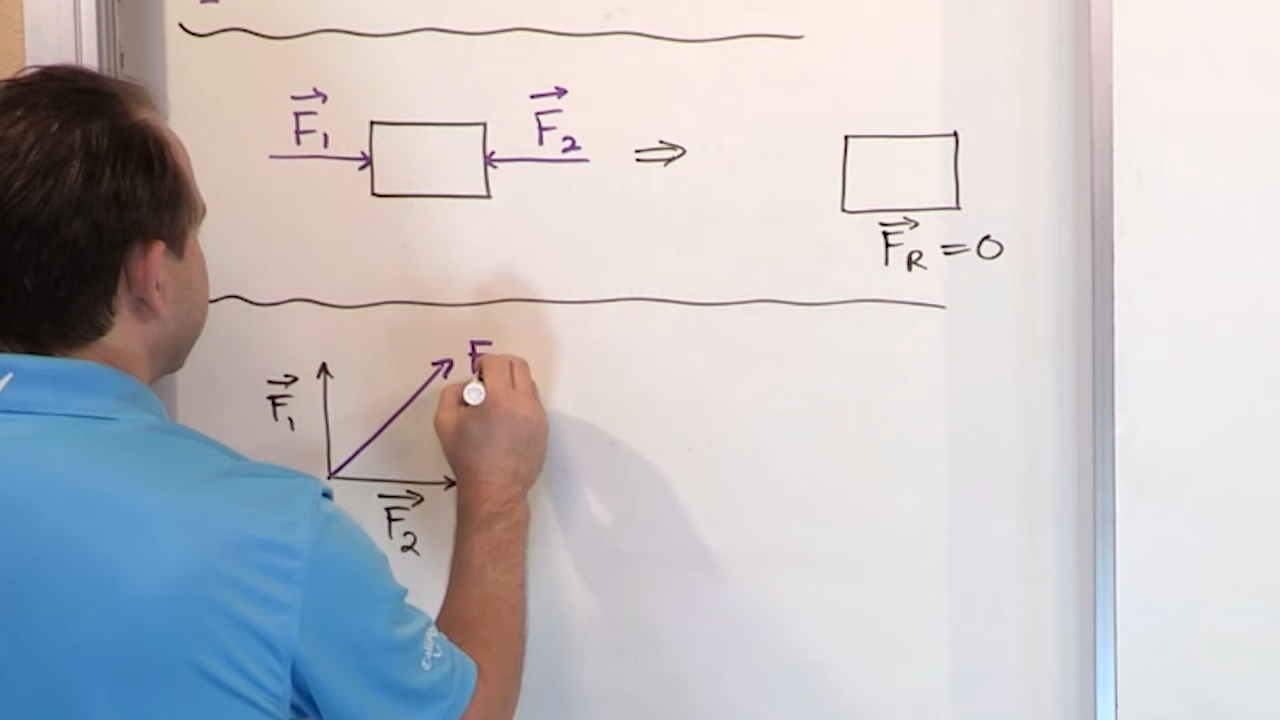 F₁ F₂ ⇒
F_R = 0
F₁ F
F₂